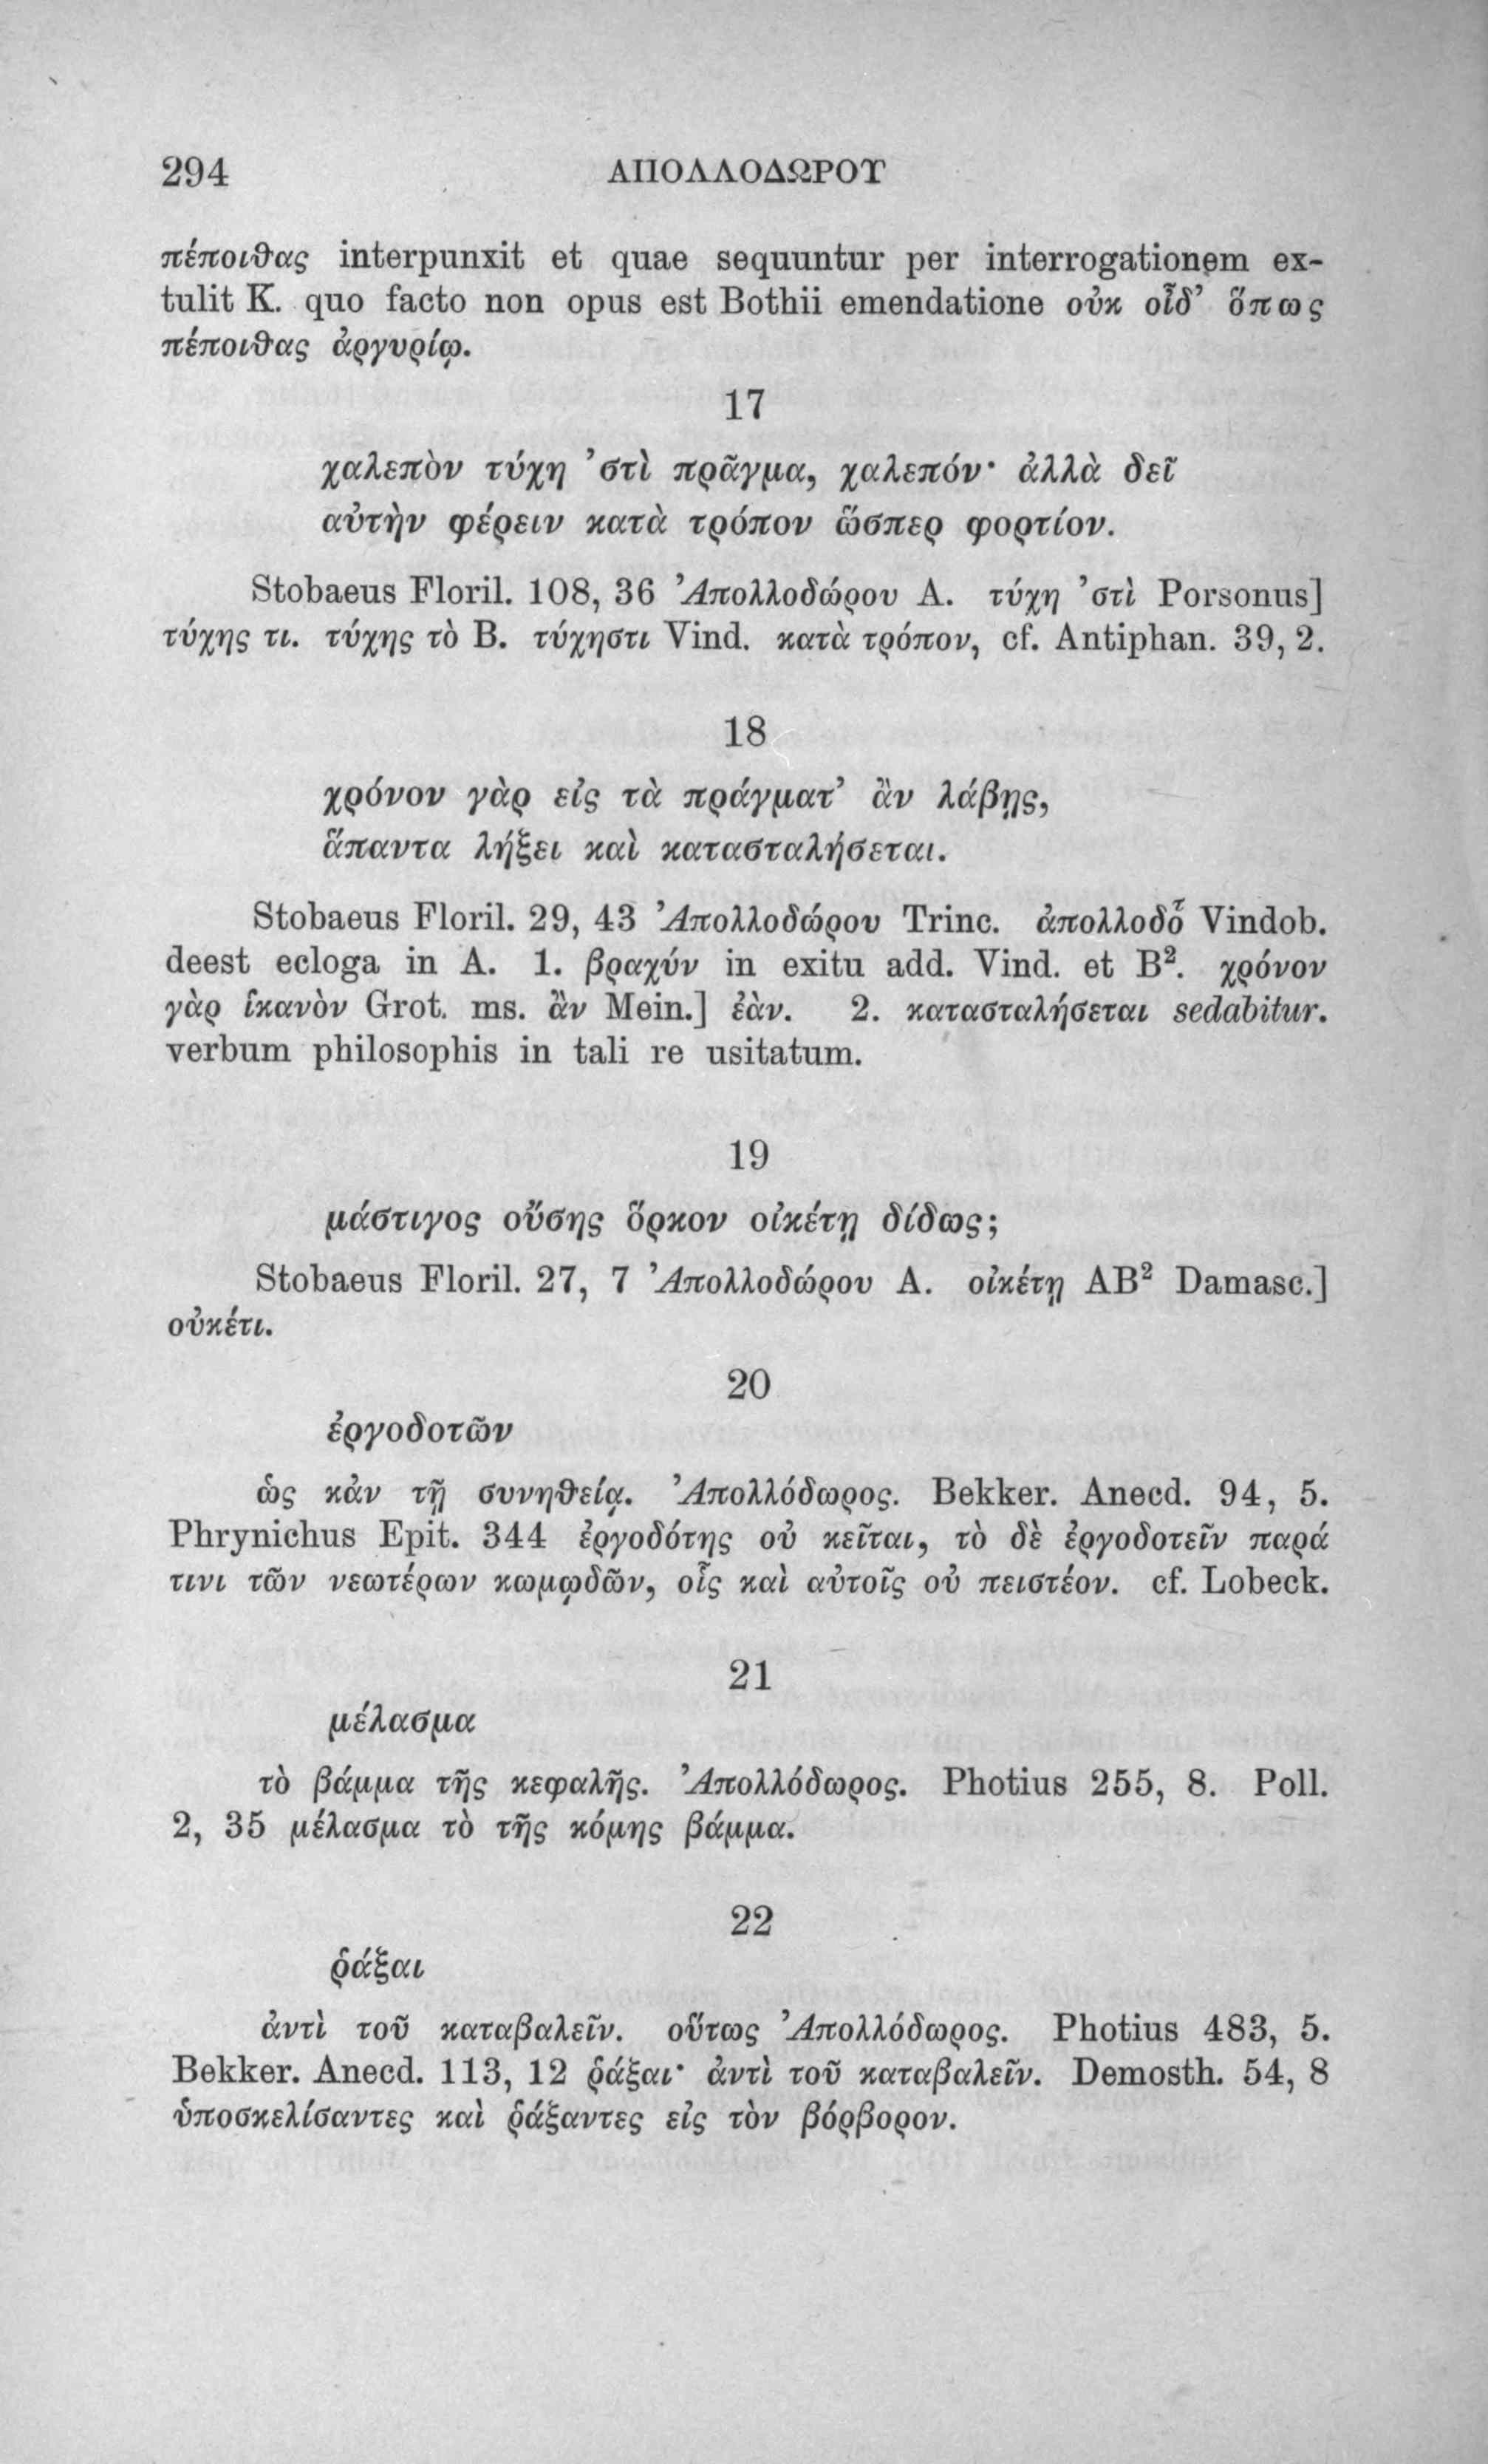 294 ΑΠΟΛΛΟΔΩΡΟΥ
πέποιθας interpunxit et quae sequuntur per interrogationem ex-
tulit K. quo facto non opus est Bothii emendatione οὐκ οἶδ’ ὅπως
πέποιθας ἀργυρίῳ.
17
χαλεπὸν τύχη ’στὶ πρᾶγμα, χαλεπόν· ἀλλὰ δεῖ
αὐτὴν φέρειν κατὰ τρόπον ὥσπερ φορτίον.
Stobaeus Floril. 108, 36 Ἀπολλοδώρου A. τύχη ’στὶ Porsonus]
τύχης τι. τύχης τὸ B. τύχηστι Vind. κατὰ τρόπον, cf. Antiphan. 39, 2.
18
χρόνον γὰρ εἰς τὰ πράγματ’ ἂν λάβῃς,
ἅπαντα λήξει καὶ κατασταλήσεται.
Stobaeus Floril. 29, 43 Ἀπολλοδώρου Trinc. ἀπολλοδο͂ Vindob.
deest ecloga in A. 1. βραχύν in exitu add. Vind. et B². χρόνον
γὰρ ἱκανὸν Grot. ms. ἂν Mein.] ἐὰν. 2. κατασταλήσεται sedabitur.
verbum philosophis in tali re usitatum.
19
μάστιγος οὔσης ὅρκον οἰκέτῃ δίδως;
Stobaeus Floril. 27, 7 Ἀπολλοδώρου A. οἰκέτῃ AB² Damasc.]
οὐκέτι.
20
ἐργοδοτῶν
ὡς κἀν τῇ συνηθείᾳ. Ἀπολλόδωρος. Bekker. Anecd. 94, 5.
Phrynichus Epit. 344 ἐργοδότης οὐ κεῖται, τὸ δὲ ἐργοδοτεῖν παρά
τινι τῶν νεωτέρων κωμῳδῶν, οἷς καὶ αὐτοῖς οὐ πειστέον. cf. Lobeck.
21
μέλασμα
τὸ βάμμα τῆς κεφαλῆς. Ἀπολλόδωρος. Photius 255, 8. Poll.
2, 35 μέλασμα τὸ τῆς κόμης βάμμα.
22
ῥάξαι
ἀντὶ τοῦ καταβαλεῖν. οὕτως Ἀπολλόδωρος. Photius 483, 5.
Bekker. Anecd. 113, 12 ῥάξαι· ἀντὶ τοῦ καταβαλεῖν. Demosth. 54, 8
ὑποσκελίσαντες καὶ ῥάξαντες εἰς τὸν βόρβορον.